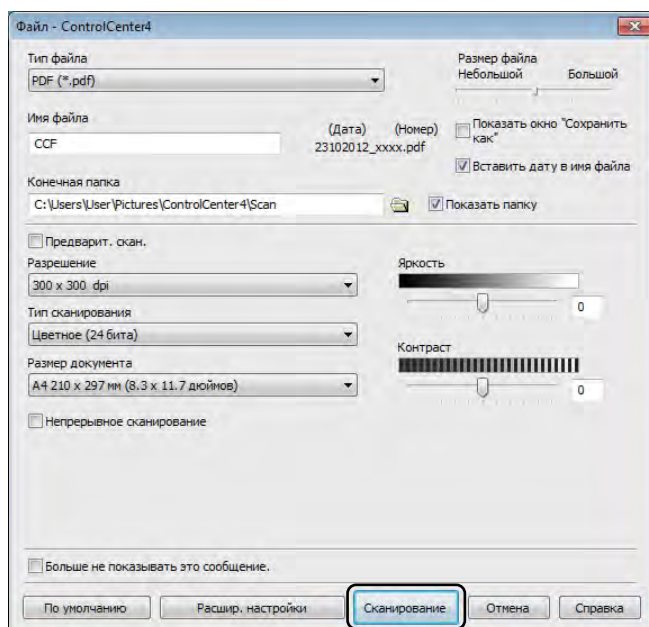 Файл - ControlCenter4
Тип файла
PDF (*.pdf)
Размер файла
Небольшой Большой
Имя файла
CCF
(Дата) (Номер)
23102012_xxxx.pdf
Показать окно "Сохранить
как"
Вставить дату в имя файла
Конечная папка
C:\Users\User\Pictures\ControlCenter4\Scan
Показать папку
Предварит. скан.
Разрешение
300 x 300 dpi
Тип сканирования
Цветное (24 бита)
Размер документа
A4 210 x 297 мм (8.3 x 11.7 дюймов)
Непрерывное сканирование
Яркость
0
Контраст
0
Больше не показывать это сообщение.
По умолчанию Расшир. настройки Сканирование Отмена Справка